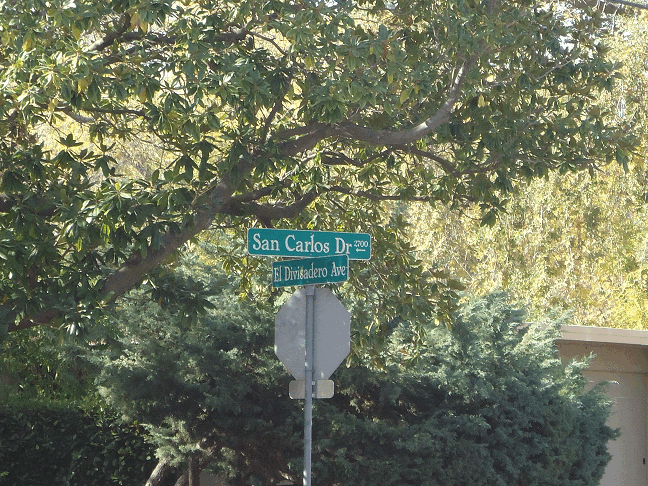 San Carlos Dr 2700 ←
El Divisadero Ave